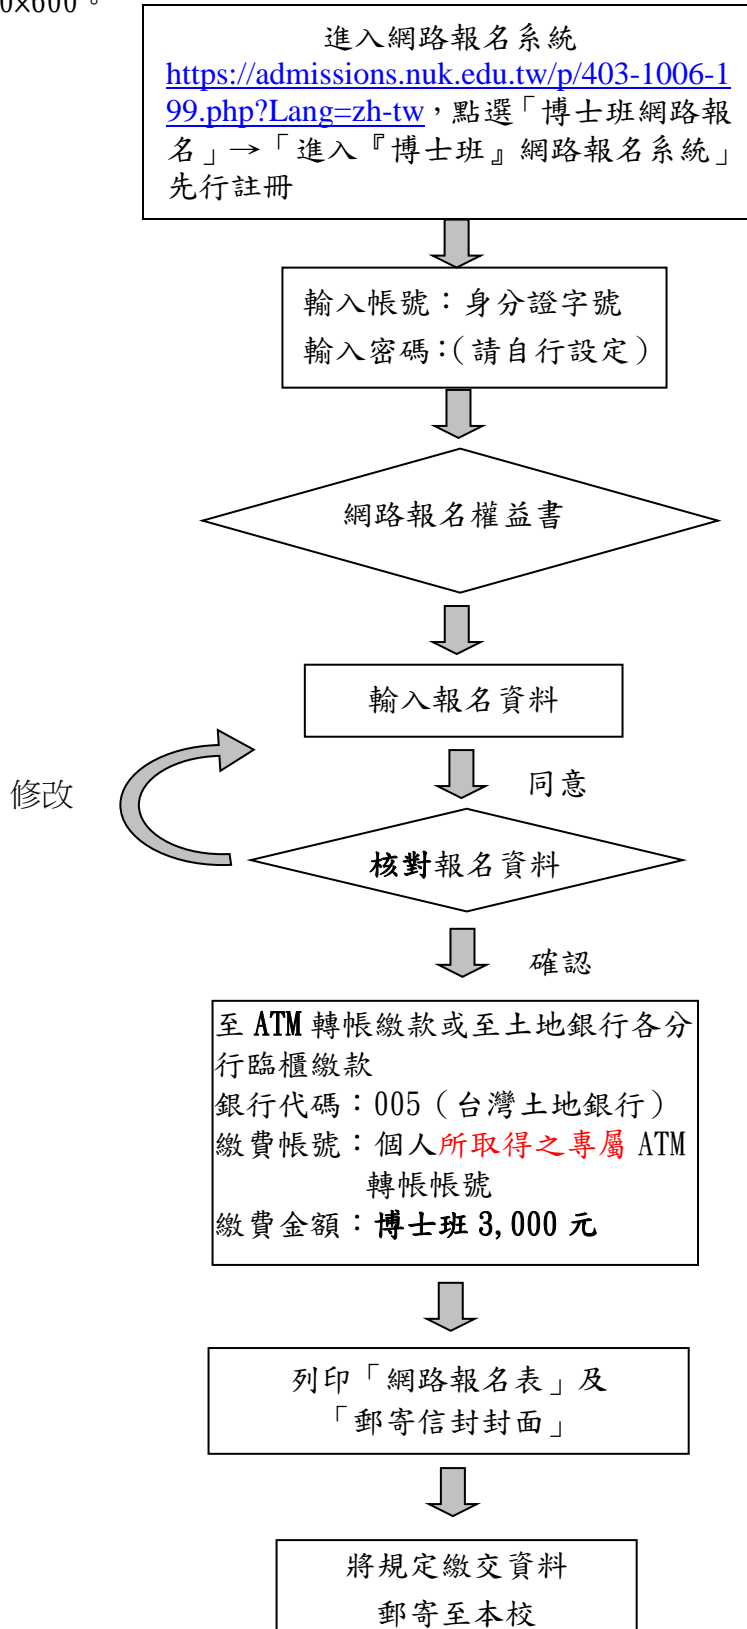 0×600。
進入網路報名系統
https://admissions.nuk.edu.tw/p/403-1006-1
99.php?Lang=zh-tw，點選「博士班網路報
名」→「進入『博士班』網路報名系統」
先行註冊
輸入帳號：身分證字號
輸入密碼：（請自行設定）
網路報名權益書
輸入報名資料
同意
修改
核對報名資料
確認
至 ATM 轉帳繳款或至土地銀行各分
行臨櫃繳款
銀行代碼：005（台灣土地銀行）
繳費帳號：個人所取得之專屬 ATM
轉帳帳號
繳費金額：博士班 3,000 元
列印「網路報名表」及
「郵寄信封封面」
將規定繳交資料
郵寄至本校